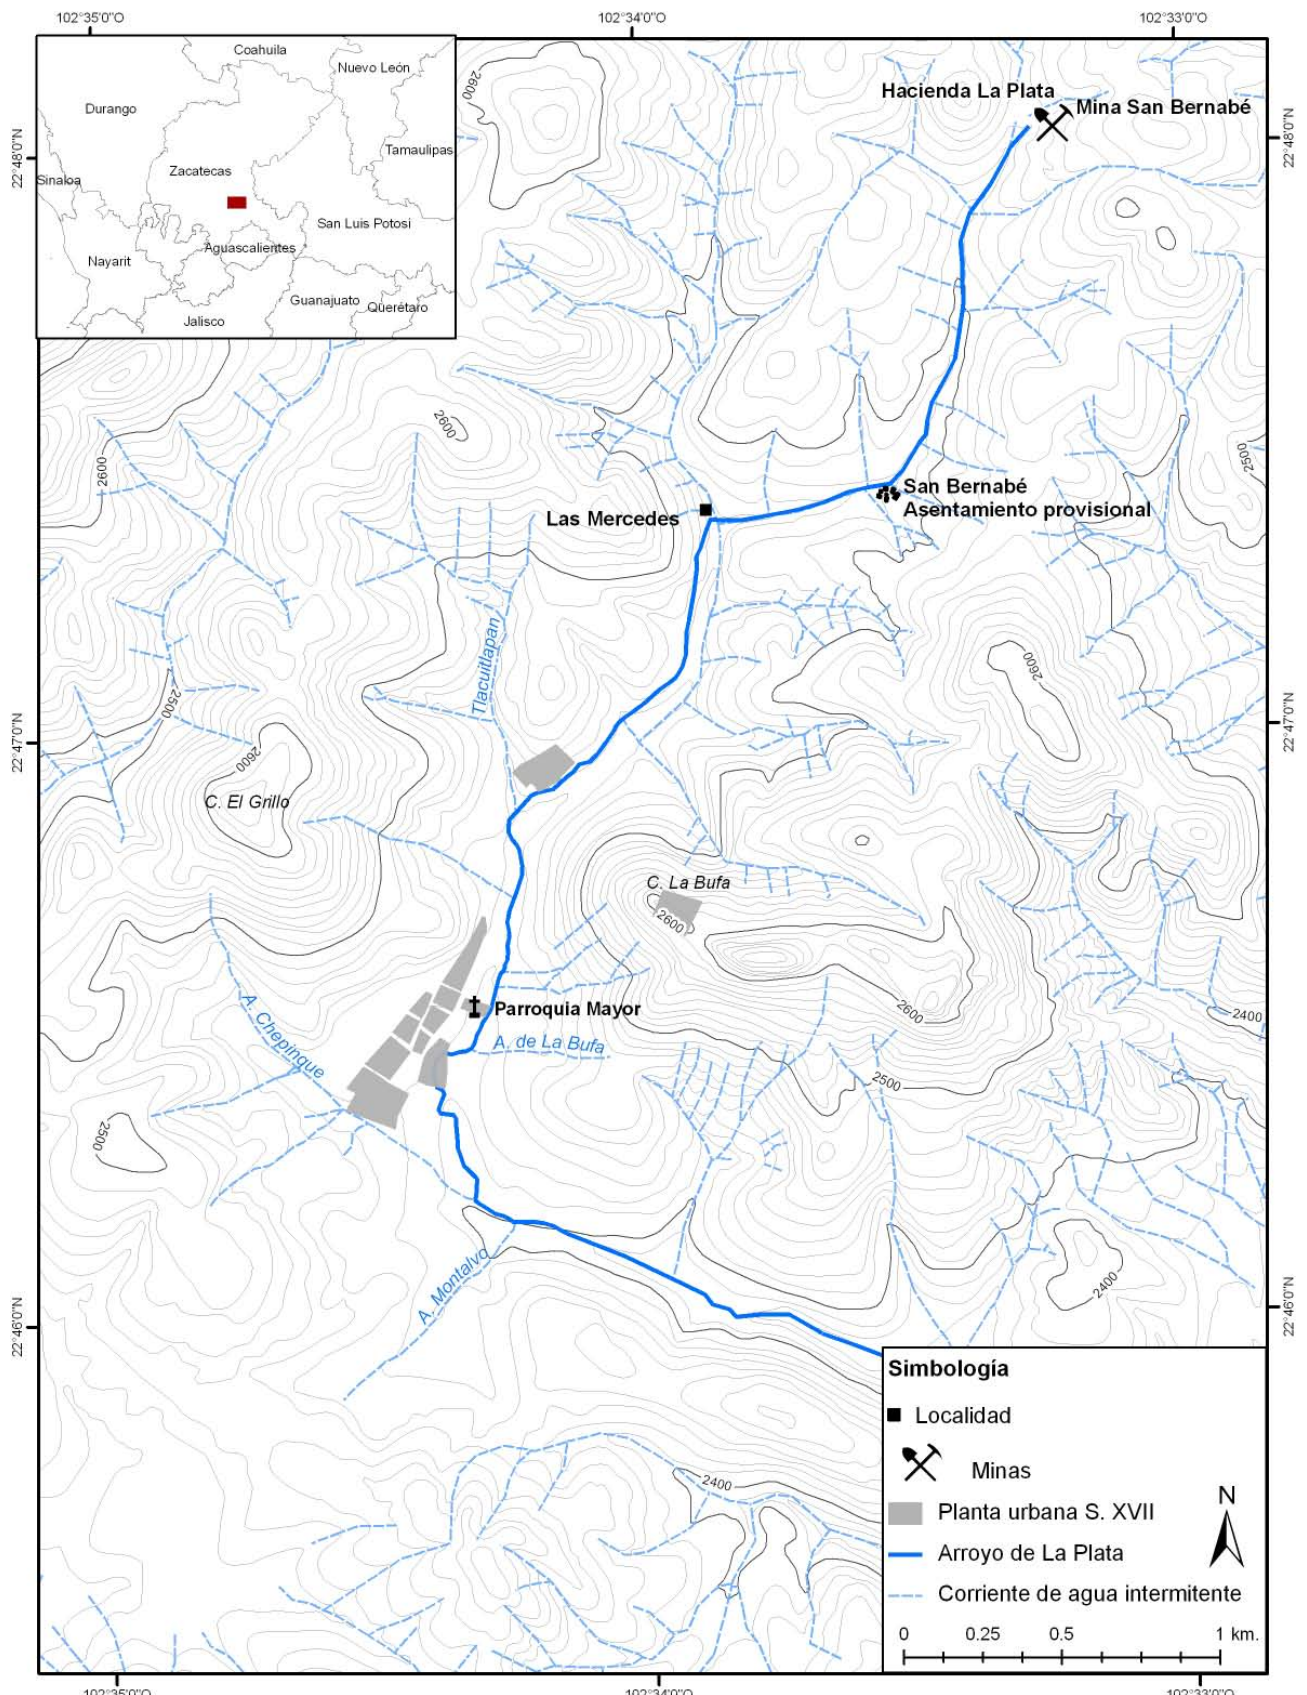 102°35'0"O
102°34'0"O
102°33'0"O
Coahuila
Nuevo León
Durango
Tamaulipas
Zacatecas
Sinaloa
San Luis Potosi
Aguascalientes
Nayarit
Guanajuato
Querétaro
Jalisco
22°48'0"N
22°48'0"N
2600
Hacienda La Plata
Mina San Bernabé
2600
2600
2500
San Bernabé
Asentamiento provisional
Las Mercedes
Tlacuitlapan
2600
2500
22°47'0"N
22°47'0"N
2600
C. El Grillo
C. La Bufa
2600
A. Chepinque
Parroquia Mayor
A. de La Bufa
2600
2400
2500
2500
A. Montalvo
2400
22°46'0"N
22°46'0"N
2400
Simbología
Localidad
Minas
Planta urbana S. XVII
N
Arroyo de La Plata
Corriente de agua intermitente
0 0.25 0.5 1 km.
102°35'0"O
102°34'0"O
102°33'0"O